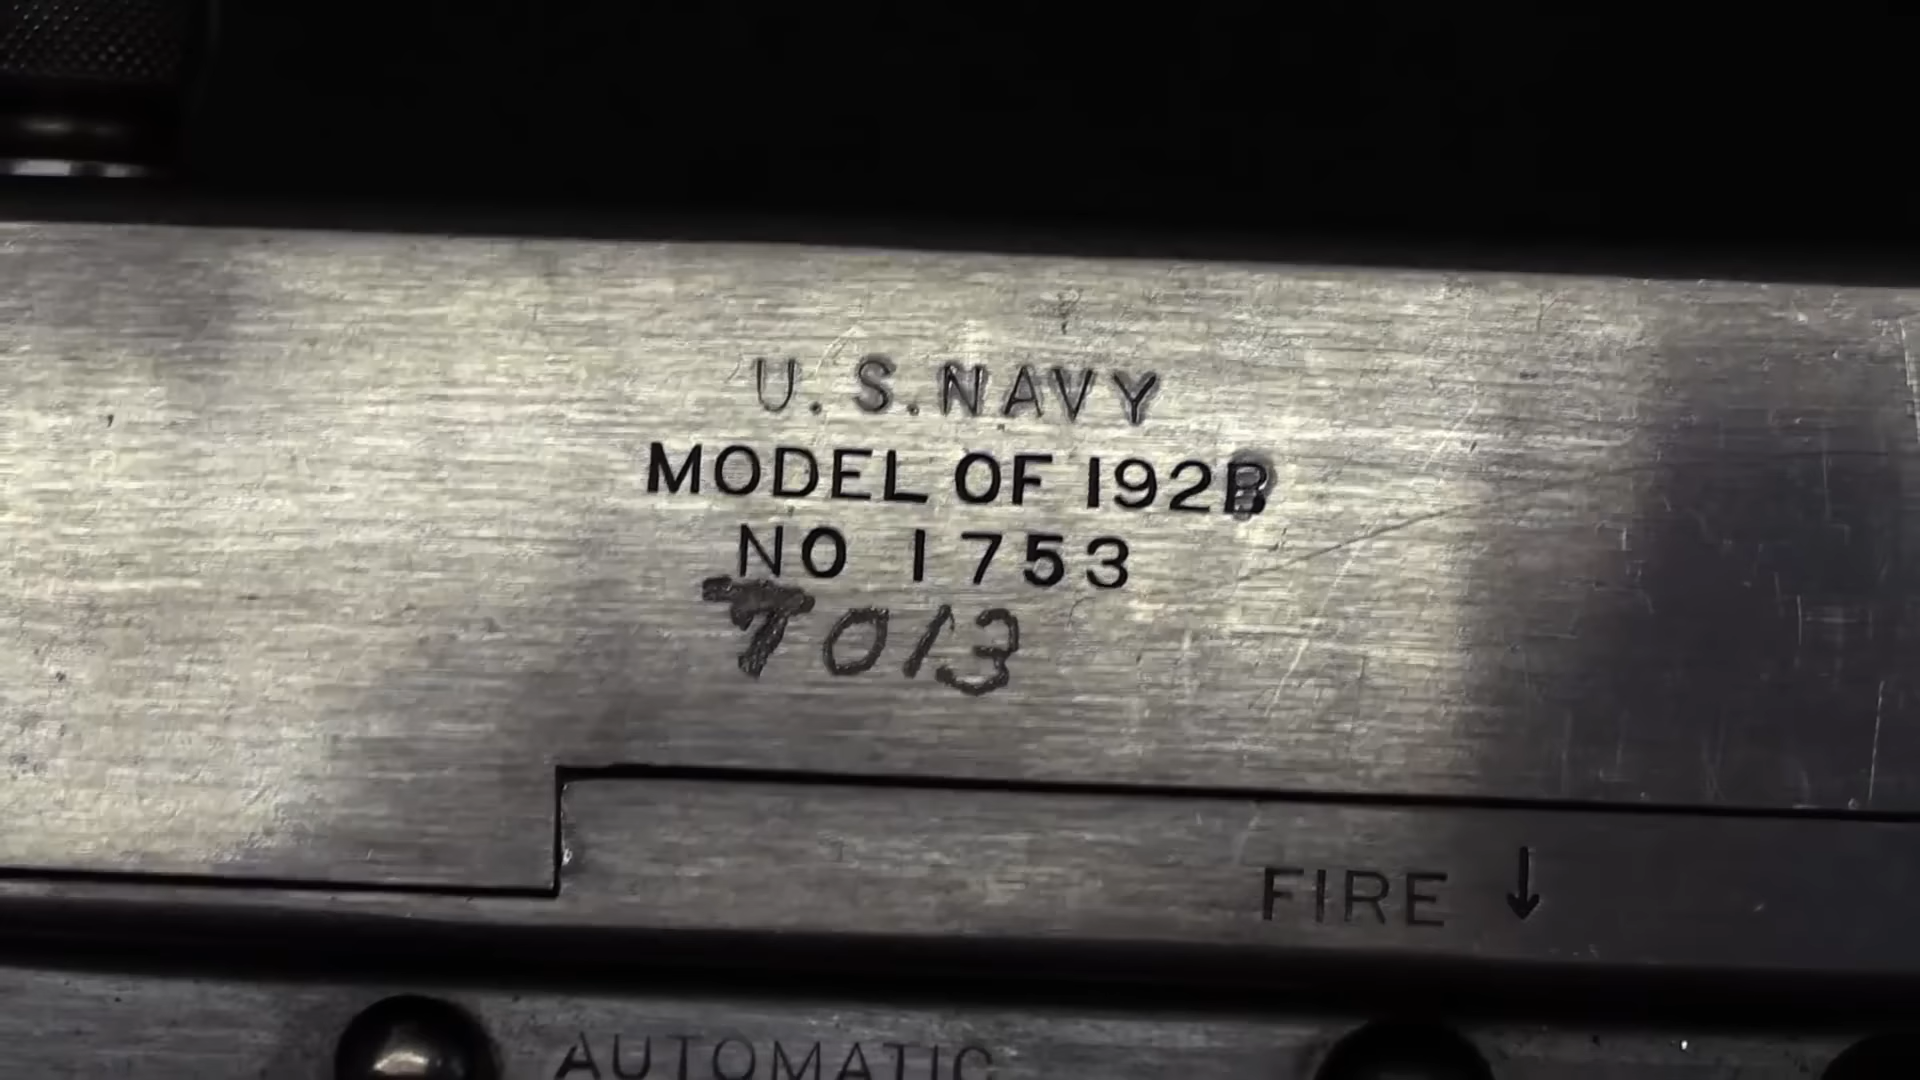 U. S. NAVY
MODEL OF 1928
NO 1753
7013
FIRE ↓
AUTOMATIC